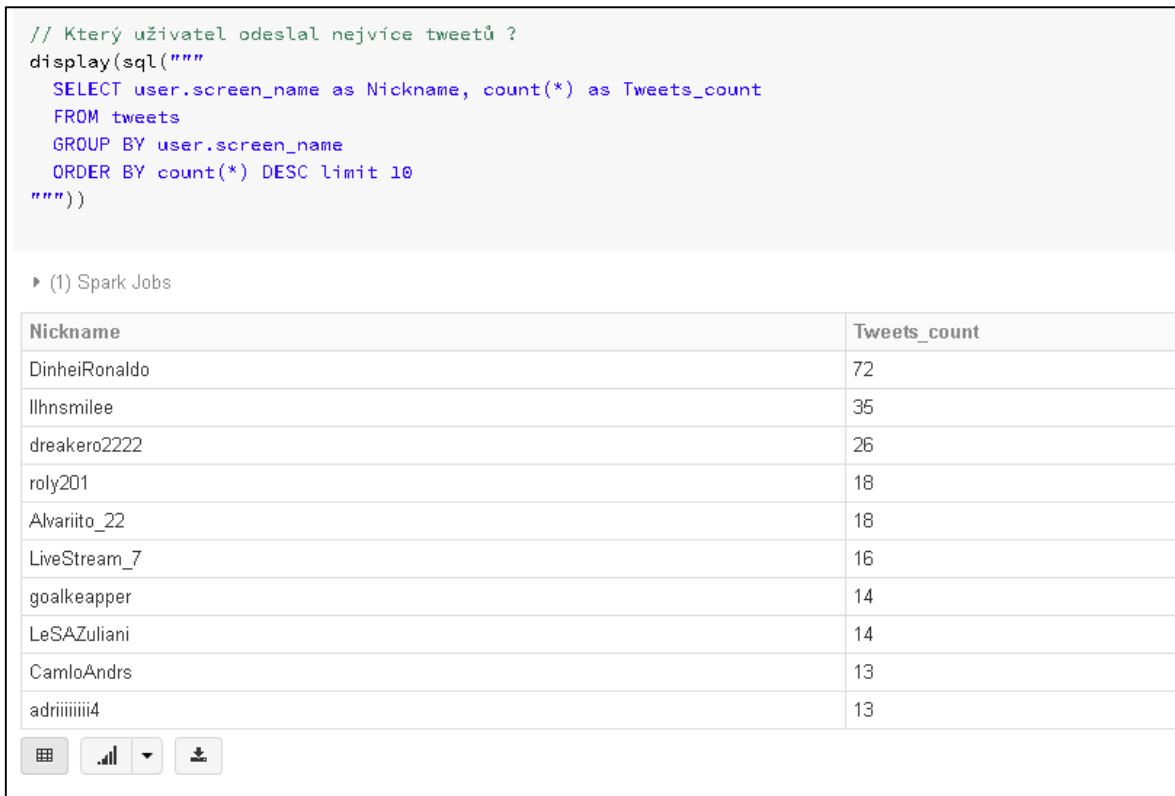 // Který uživatel odeslal nejvíce tweetů ?
display(sql("""
  SELECT user.screen_name as Nickname, count(*) as Tweets_count
  FROM tweets
  GROUP BY user.screen_name
  ORDER BY count(*) DESC limit 10
"""))
(1) Spark Jobs
Nickname Tweets_count
DinheiRonaldo 72
llhnsmilee 35
dreakero2222 26
roly201 18
Alvariito_22 18
LiveStream_7 16
goalkeapper 14
LeSAZuliani 14
CamloAndrs 13
adriiiiiiii4 13